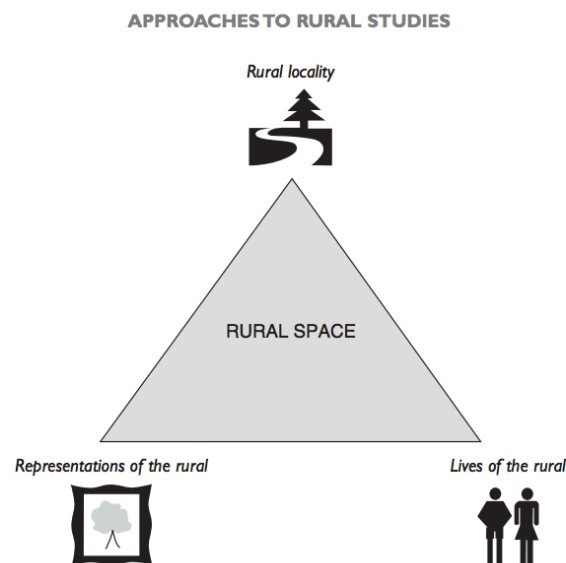 APPROACHES TO RURAL STUDIES
Rural locality
RURAL SPACE
Representations of the rural
Lives of the rural